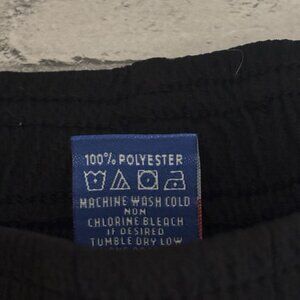 100% POLYESTER
MACHINE WASH COLD
NON
CHLORINE BLEACH
IF DESIRED
TUMBLE DRY LOW